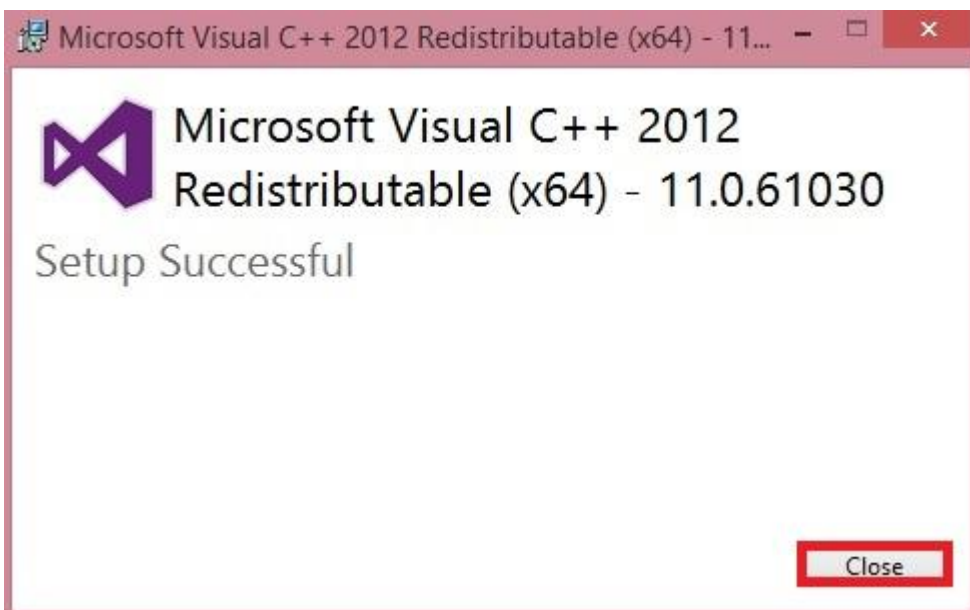 Microsoft Visual C++ 2012 Redistributable (x64) - 11...
Microsoft Visual C++ 2012
Redistributable (x64) - 11.0.61030
Setup Successful
Close